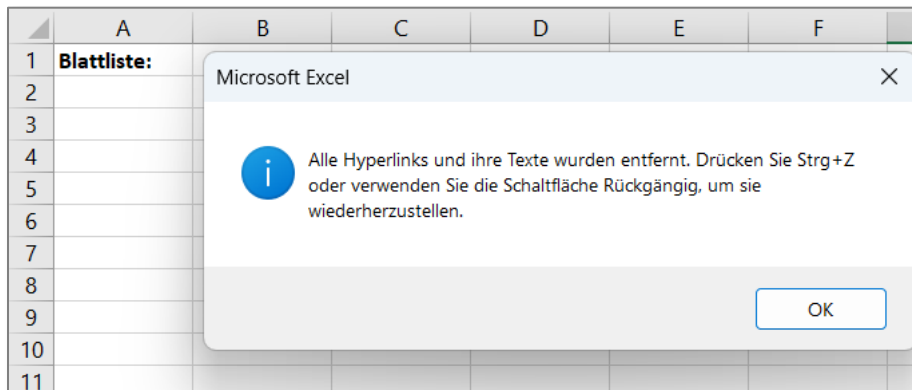 A B C D E F
1 Blattliste:
Microsoft Excel
2
3
4 Alle Hyperlinks und ihre Texte wurden entfernt. Drücken Sie Strg+Z
5 oder verwenden Sie die Schaltfläche Rückgängig, um sie
6 wiederherzustellen.
7
8
9 OK
10
11